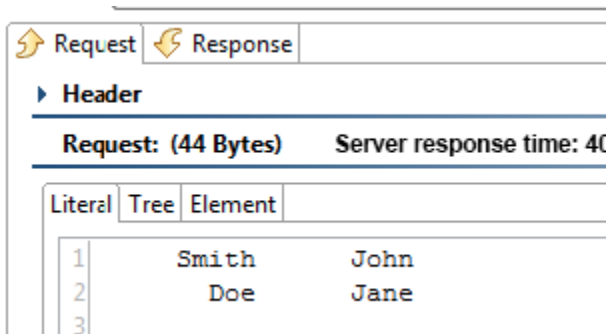 Request Response
Header
Request: (44 Bytes) Server response time: 40
Literal Tree Element
1 Smith John
2 Doe Jane
3